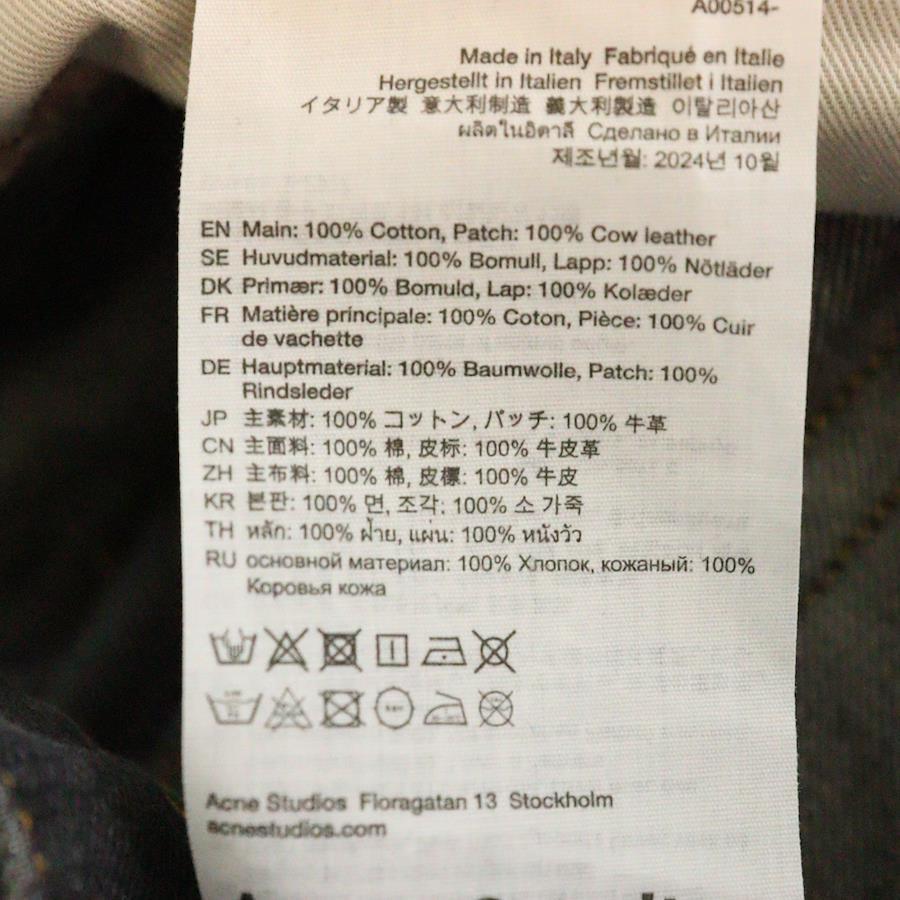 A00514-
Made in Italy Fabriqué en Italie
Hergestellt in Italien Fremstillet i Italien
イタリア製 意大利制造 義大利製造 이탈리아산
ผลิตในอิตาลี Сделано в Италии
제조년월: 2024년 10월
EN Main: 100% Cotton, Patch: 100% Cow leather
SE Huvudmaterial: 100% Bomull, Lapp: 100% Nötläder
DK Primær: 100% Bomuld, Lap: 100% Kolæder
FR Matière principale: 100% Coton, Pièce: 100% Cuir
de vachette
DE Hauptmaterial: 100% Baumwolle, Patch: 100%
Rindsleder
JP 主素材: 100% コットン, パッチ: 100% 牛革
CN 主面料: 100% 棉, 皮标: 100% 牛皮革
ZH 主布料: 100% 棉, 皮標: 100% 牛皮
KR 본판: 100% 면, 조각: 100% 소 가죽
TH หลัก: 100% ฝ้าย, แผ่น: 100% หนังวัว
RU основной материал: 100% Хлопок, кожаный: 100%
Коровья кожа
Acne Studios Floragatan 13 Stockholm
acnestudios.com